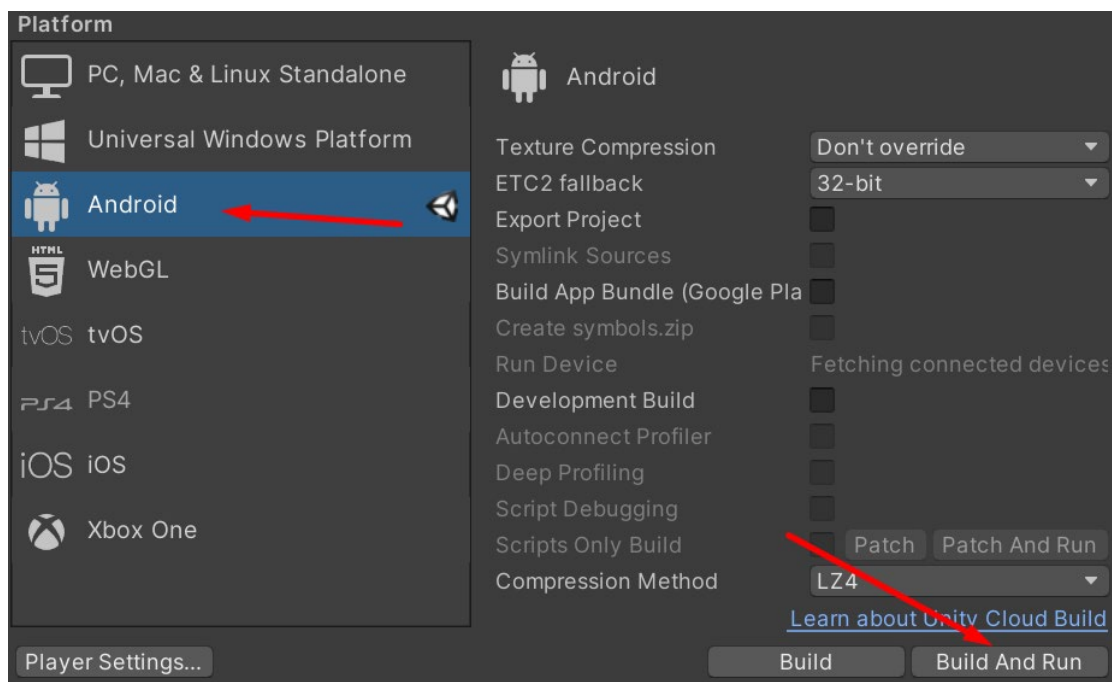 Platform
PC, Mac & Linux Standalone
Universal Windows Platform
Android
HTML
5
WebGL
tvOS tvOS
PS4 PS4
iOS iOS
Xbox One
Android
Texture Compression Don't override
ETC2 fallback 32-bit
Export Project
Symlink Sources
Build App Bundle (Google Pla
Create symbols.zip
Run Device Fetching connected devices
Development Build
Autoconnect Profiler
Deep Profiling
Script Debugging
Scripts Only Build Patch Patch And Run
Compression Method LZ4
Learn about Unity Cloud Build
Player Settings... Build Build And Run